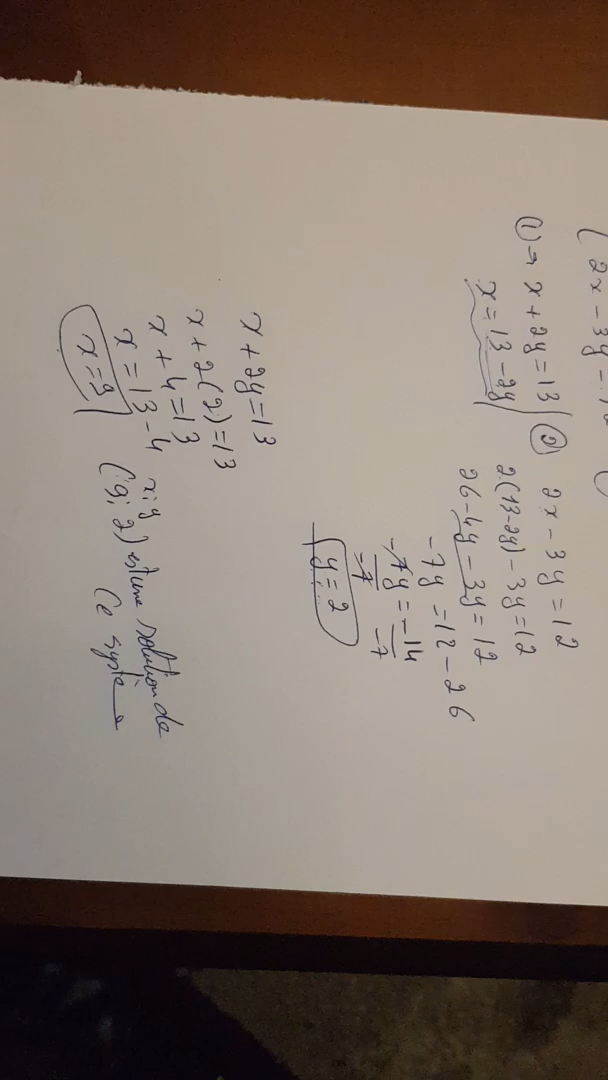 2x - 3y = 12
① → x + 2y = 13
x = 13 - 2y
② 2x - 3y = 12
2(13-2y) - 3y = 12
26 - 4y - 3y = 12
-7y = 12 - 26
-7y = -14
-7 -7
y = 2
x + 2y = 13
x + 2(2) = 13
x + 4 = 13
x = 13 - 4
x = 9
x ; y
(9; 2) est une solution de
ce système